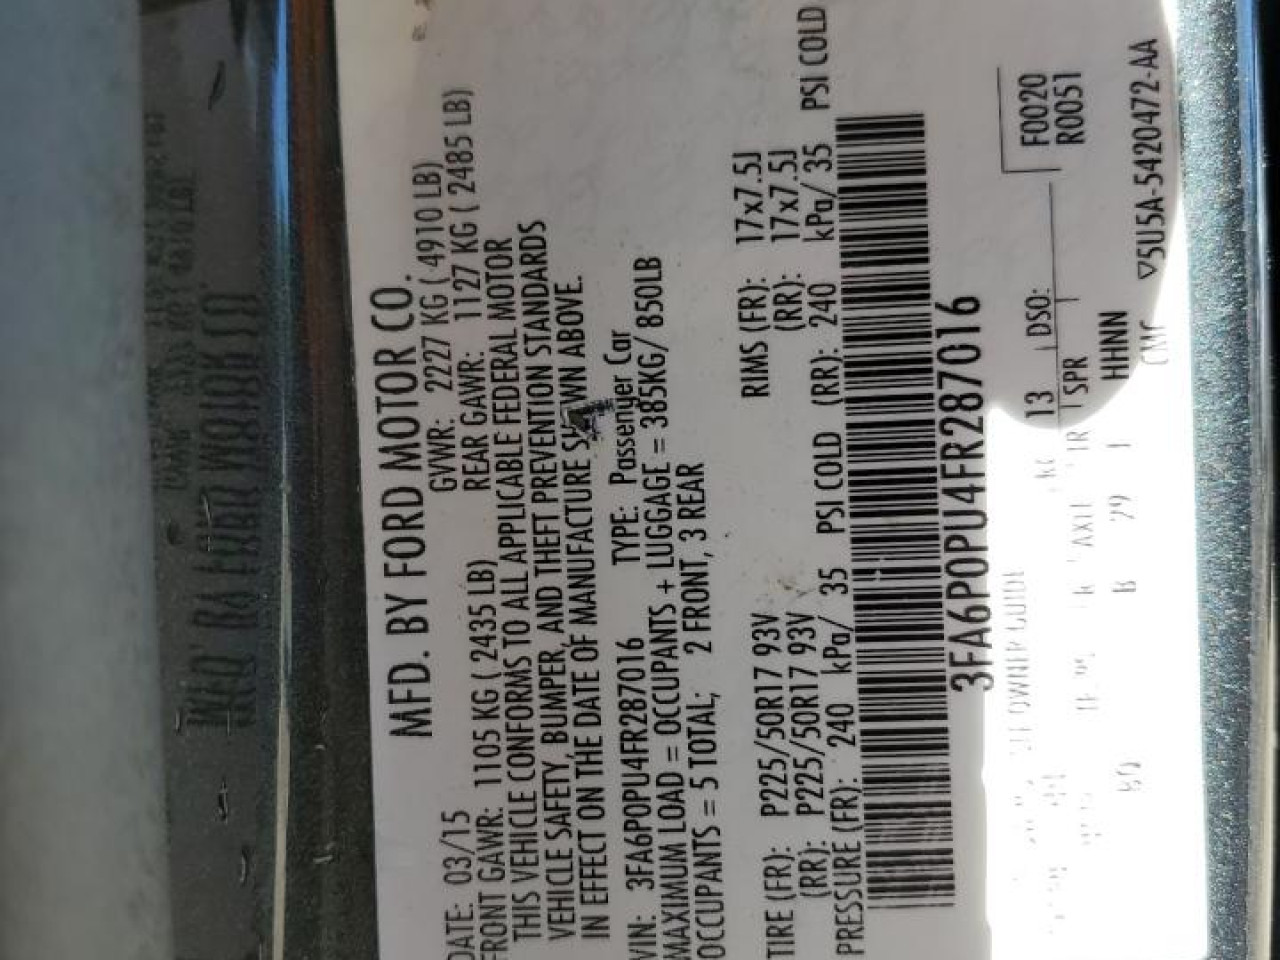 MFD. BY FORD MOTOR CO.
DATE: 03/15 GVWR: 2227 KG ( 4910 LB)
FRONT GAWR: 1105 KG ( 2435 LB) REAR GAWR: 1127 KG ( 2485 LB)
THIS VEHICLE CONFORMS TO ALL APPLICABLE FEDERAL MOTOR
VEHICLE SAFETY, BUMPER, AND THEFT PREVENTION STANDARDS
IN EFFECT ON THE DATE OF MANUFACTURE SHOWN ABOVE.
VIN: 3FA6P0PU4FR287016 TYPE: Passenger Car
MAXIMUM LOAD = OCCUPANTS + LUGGAGE = 385KG/ 850LB
OCCUPANTS = 5 TOTAL; 2 FRONT, 3 REAR
TIRE (FR): P225/50R17 93V RIMS (FR): 17x7.5J
(RR): P225/50R17 93V (RR): 17x7.5J
PRESSURE (FR): 240 kPa/ 35 PSI COLD (RR): 240 kPa/ 35 PSI COLD
3FA6P0PU4FR287016
OWNER GUIDE
13 DSO: F0020
R0051
SPR
HHNN
▽5U5A-5420472-AA